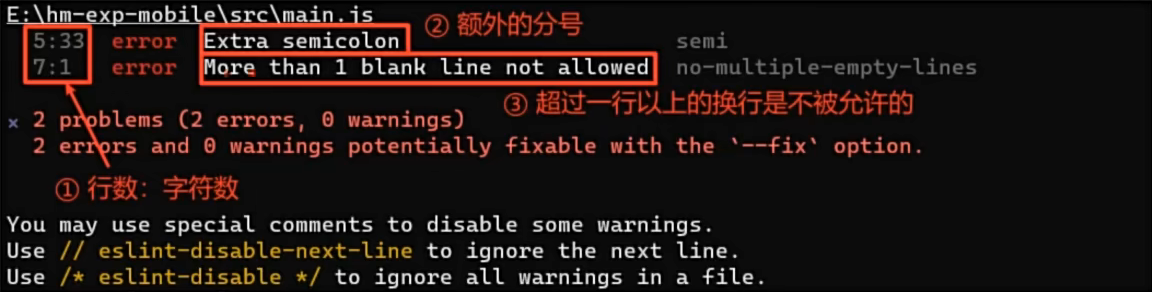 E:\hm-exp-mobile\src\main.js
② 额外的分号
5:33 error Extra semicolon semi
7:1 error More than 1 blank line not allowed no-multiple-empty-lines
③ 超过一行以上的换行是不被允许的
× 2 problems (2 errors, 0 warnings)
2 errors and 0 warnings potentially fixable with the `--fix` option.
① 行数：字符数
You may use special comments to disable some warnings.
Use // eslint-disable-next-line to ignore the next line.
Use /* eslint-disable */ to ignore all warnings in a file.